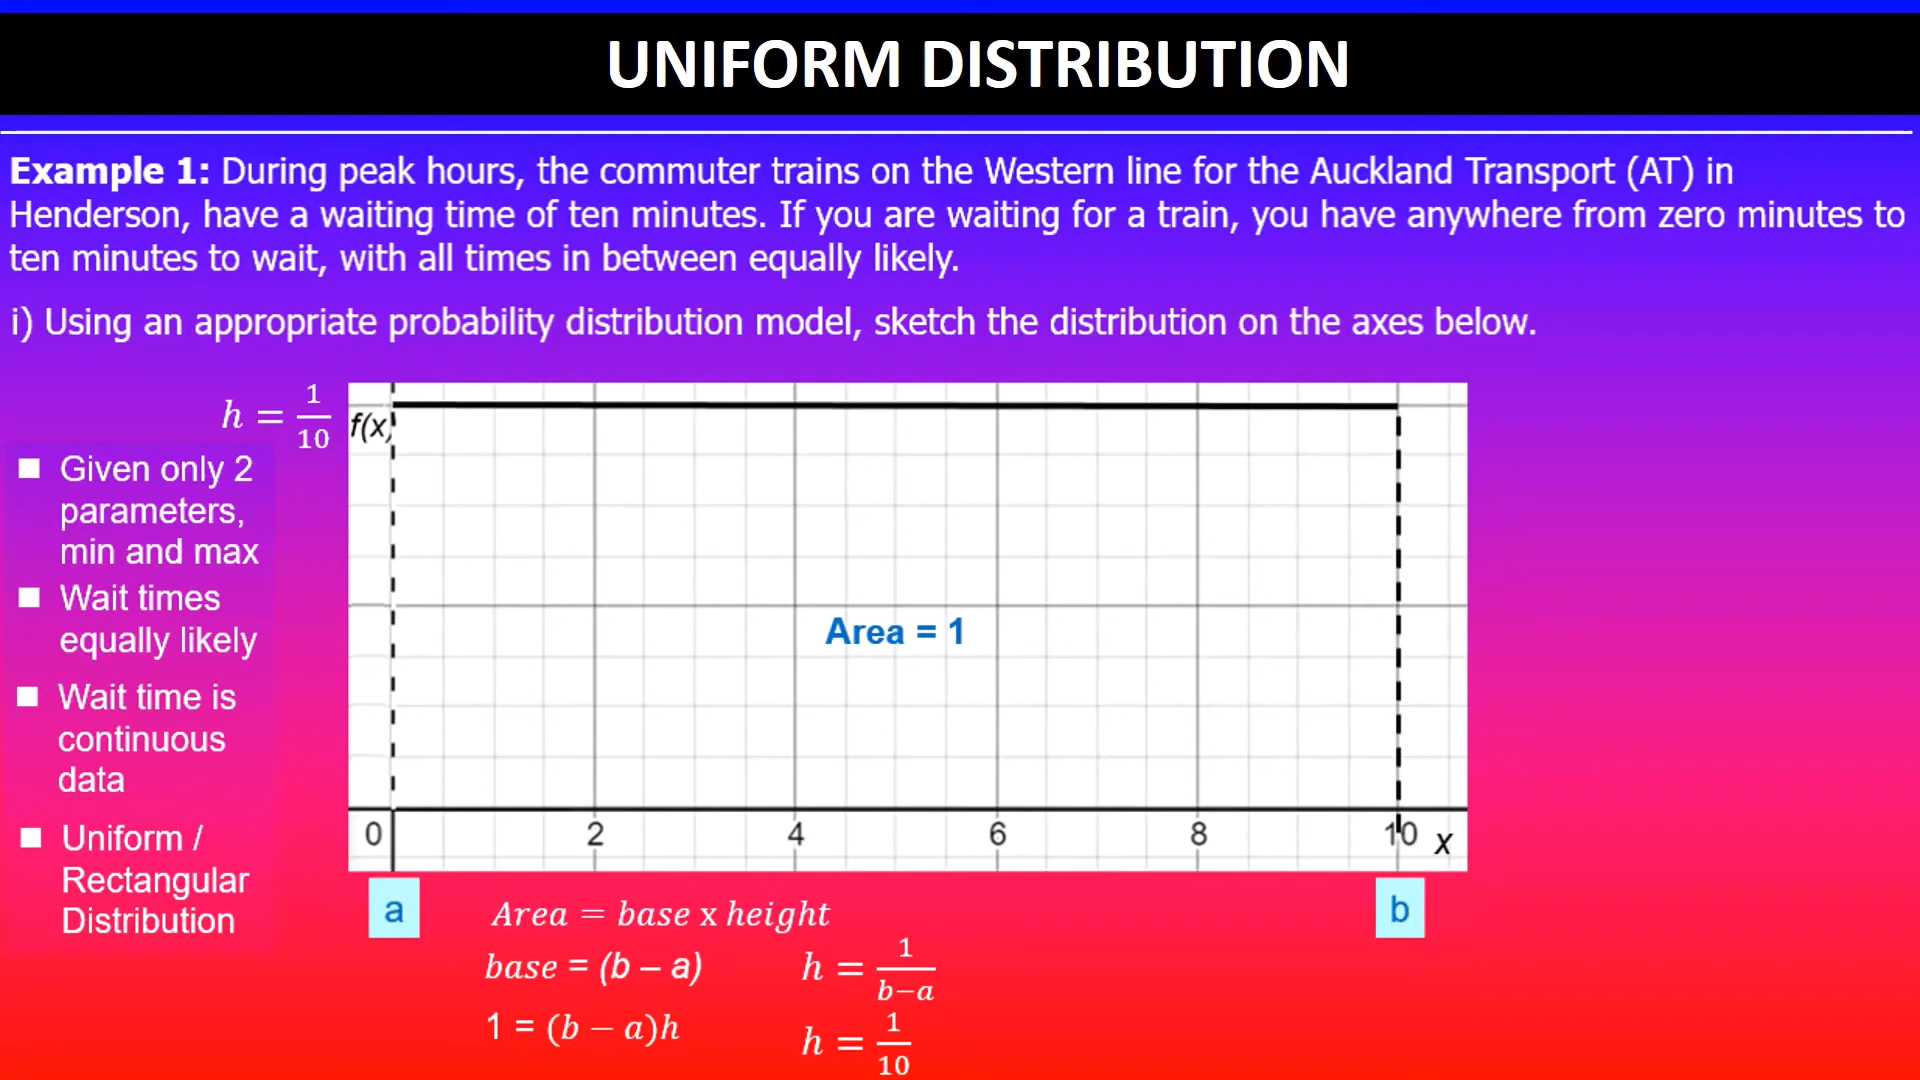 UNIFORM DISTRIBUTION
Example 1: During peak hours, the commuter trains on the Western line for the Auckland Transport (AT) in
Henderson, have a waiting time of ten minutes. If you are waiting for a train, you have anywhere from zero minutes to
ten minutes to wait, with all times in between equally likely.
i) Using an appropriate probability distribution model, sketch the distribution on the axes below.
h = 1/10
f(x)
Given only 2
parameters,
min and max
Wait times
equally likely
Wait time is
continuous
data
Uniform /
Rectangular
Distribution
Area = 1
0 2 4 6 8 10 x
a b
Area = base x height
base = (b – a)
h = 1/b−a
1 = (b − a)h
h = 1/10